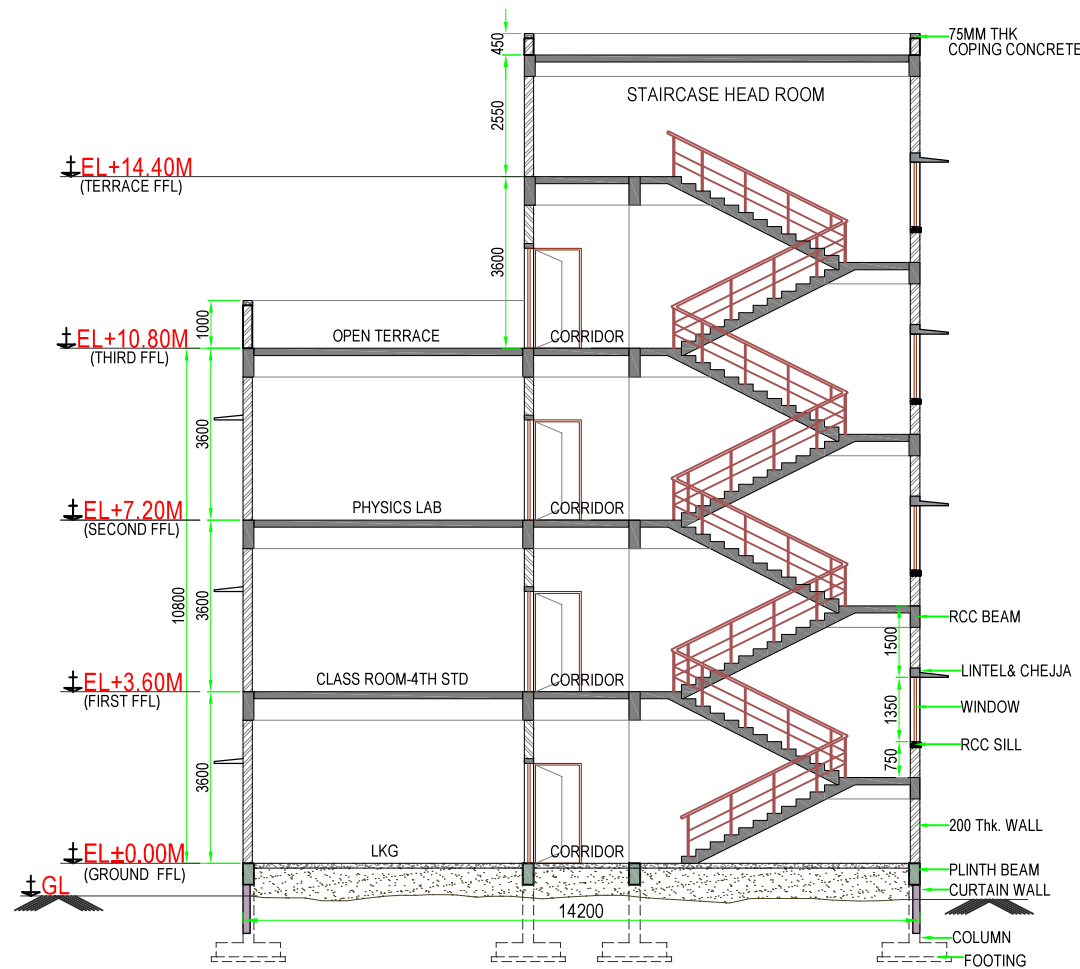 450
75MM THK
COPING CONCRETE
STAIRCASE HEAD ROOM
2550
EL+14.40M
(TERRACE FFL)
3600
1000
EL+10.80M
(THIRD FFL)
OPEN TERRACE
CORRIDOR
3600
EL+7.20M
(SECOND FFL)
PHYSICS LAB
CORRIDOR
10800
3600
1500
RCC BEAM
LINTEL& CHEJJA
EL+3.60M
(FIRST FFL)
CLASS ROOM-4TH STD
CORRIDOR
1350
WINDOW
RCC SILL
750
3600
200 Thk. WALL
EL±0.00M
(GROUND FFL)
LKG
CORRIDOR
PLINTH BEAM
GL
CURTAIN WALL
14200
COLUMN
FOOTING